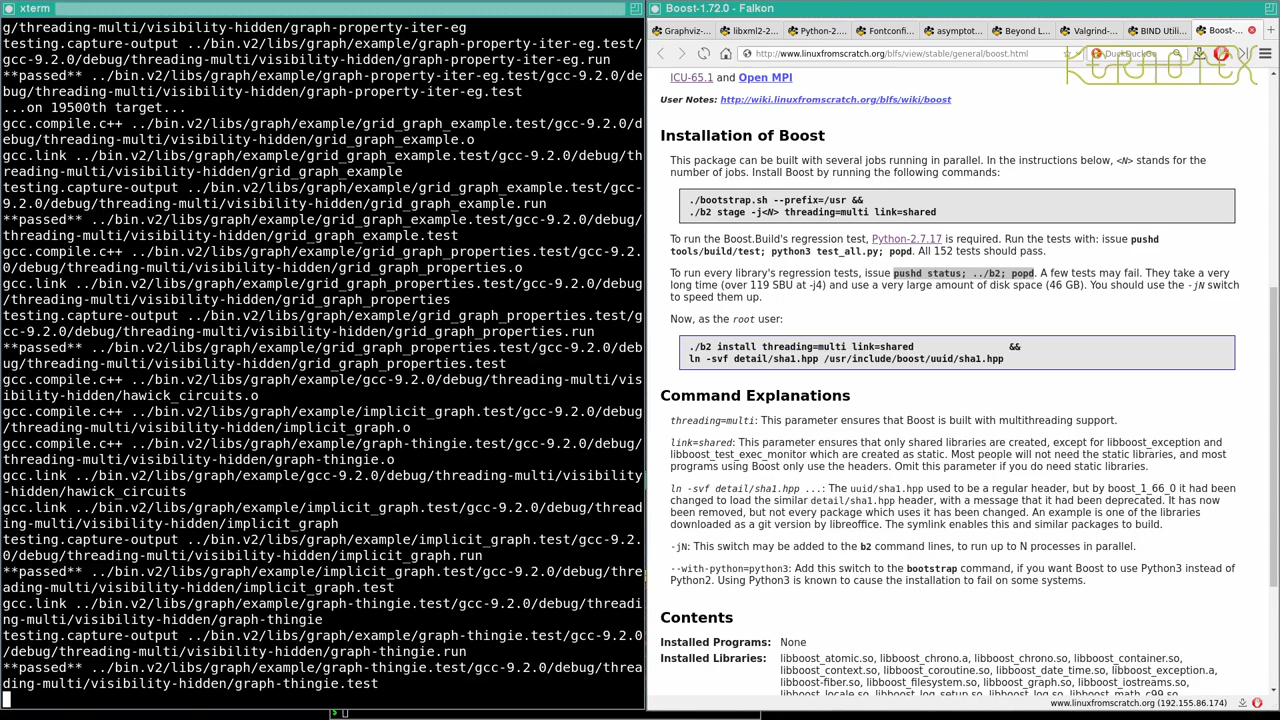 xterm
g/threading-multi/visibility-hidden/graph-property-iter-eg
testing.capture-output ../bin.v2/libs/graph/example/graph-property-iter-eg.test/
gcc-9.2.0/debug/threading-multi/visibility-hidden/graph-property-iter-eg.run
**passed** ../bin.v2/libs/graph/example/graph-property-iter-eg.test/gcc-9.2.0/de
bug/threading-multi/visibility-hidden/graph-property-iter-eg.test
...on 19500th target...
gcc.compile.c++ ../bin.v2/libs/graph/example/grid_graph_example.test/gcc-9.2.0/d
ebug/threading-multi/visibility-hidden/grid_graph_example.o
gcc.link ../bin.v2/libs/graph/example/grid_graph_example.test/gcc-9.2.0/debug/th
reading-multi/visibility-hidden/grid_graph_example
testing.capture-output ../bin.v2/libs/graph/example/grid_graph_example.test/gcc-
9.2.0/debug/threading-multi/visibility-hidden/grid_graph_example.run
**passed** ../bin.v2/libs/graph/example/grid_graph_example.test/gcc-9.2.0/debug/
threading-multi/visibility-hidden/grid_graph_example.test
gcc.compile.c++ ../bin.v2/libs/graph/example/grid_graph_properties.test/gcc-9.2.
0/debug/threading-multi/visibility-hidden/grid_graph_properties.o
gcc.link ../bin.v2/libs/graph/example/grid_graph_properties.test/gcc-9.2.0/debug
/threading-multi/visibility-hidden/grid_graph_properties
testing.capture-output ../bin.v2/libs/graph/example/grid_graph_properties.test/g
cc-9.2.0/debug/threading-multi/visibility-hidden/grid_graph_properties.run
**passed** ../bin.v2/libs/graph/example/grid_graph_properties.test/gcc-9.2.0/deb
ug/threading-multi/visibility-hidden/grid_graph_properties.test
gcc.compile.c++ ../bin.v2/libs/graph/example/gcc-9.2.0/debug/threading-multi/vis
ibility-hidden/hawick_circuits.o
gcc.compile.c++ ../bin.v2/libs/graph/example/implicit_graph.test/gcc-9.2.0/debug
/threading-multi/visibility-hidden/implicit_graph.o
gcc.compile.c++ ../bin.v2/libs/graph/example/graph-thingie.test/gcc-9.2.0/debug/
threading-multi/visibility-hidden/graph-thingie.o
gcc.link ../bin.v2/libs/graph/example/gcc-9.2.0/debug/threading-multi/visibility
-hidden/hawick_circuits
gcc.link ../bin.v2/libs/graph/example/implicit_graph.test/gcc-9.2.0/debug/thread
ing-multi/visibility-hidden/implicit_graph
testing.capture-output ../bin.v2/libs/graph/example/implicit_graph.test/gcc-9.2.
0/debug/threading-multi/visibility-hidden/implicit_graph.run
**passed** ../bin.v2/libs/graph/example/implicit_graph.test/gcc-9.2.0/debug/thre
ading-multi/visibility-hidden/implicit_graph.test
gcc.link ../bin.v2/libs/graph/example/graph-thingie.test/gcc-9.2.0/debug/threadi
ng-multi/visibility-hidden/graph-thingie
testing.capture-output ../bin.v2/libs/graph/example/graph-thingie.test/gcc-9.2.0
/debug/threading-multi/visibility-hidden/graph-thingie.run
**passed** ../bin.v2/libs/graph/example/graph-thingie.test/gcc-9.2.0/debug/threa
ding-multi/visibility-hidden/graph-thingie.test
$
Boost-1.72.0 - Falkon
Graphviz-... libxml2-2... Python-2.... Fontconfi... asymptot... Beyond L... Valgrind-... BIND Utili... Boost-...
http://www.linuxfromscratch.org/blfs/view/stable/general/boost.html DuckDuckGo
KERNOTEX
ICU-65.1 and Open MPI
User Notes: http://wiki.linuxfromscratch.org/blfs/wiki/boost
Installation of Boost
This package can be built with several jobs running in parallel. In the instructions below, <N> stands for the
number of jobs. Install Boost by running the following commands:
./bootstrap.sh --prefix=/usr &&
./b2 stage -j<N> threading=multi link=shared
To run the Boost.Build's regression test, Python-2.7.17 is required. Run the tests with: issue pushd
tools/build/test; python3 test_all.py; popd. All 152 tests should pass.
To run every library's regression tests, issue pushd status; ../b2; popd. A few tests may fail. They take a very
long time (over 119 SBU at -j4) and use a very large amount of disk space (46 GB). You should use the -jN switch
to speed them up.
Now, as the root user:
./b2 install threading=multi link=shared &&
ln -svf detail/sha1.hpp /usr/include/boost/uuid/sha1.hpp
Command Explanations
threading=multi: This parameter ensures that Boost is built with multithreading support.
link=shared: This parameter ensures that only shared libraries are created, except for libboost_exception and
libboost_test_exec_monitor which are created as static. Most people will not need the static libraries, and most
programs using Boost only use the headers. Omit this parameter if you do need static libraries.
ln -svf detail/sha1.hpp ...: The uuid/sha1.hpp used to be a regular header, but by boost_1_66_0 it had been
changed to load the similar detail/sha1.hpp header, with a message that it had been deprecated. It has now
been removed, but not every package which uses it has been changed. An example is one of the libraries
downloaded as a git version by libreoffice. The symlink enables this and similar packages to build.
-jN: This switch may be added to the b2 command lines, to run up to N processes in parallel.
--with-python=python3: Add this switch to the bootstrap command, if you want Boost to use Python3 instead of
Python2. Using Python3 is known to cause the installation to fail on some systems.
Contents
Installed Programs: None
Installed Libraries: libboost_atomic.so, libboost_chrono.a, libboost_chrono.so, libboost_container.so,
libboost_context.so, libboost_coroutine.so, libboost_date_time.so, libboost_exception.a,
libboost-fiber.so, libboost_filesystem.so, libboost_graph.so, libboost_iostreams.so,
libboost_locale.so, libboost_log_setup.so, libboost_log.so, libboost_math_c99.so,
www.linuxfromscratch.org (192.155.86.174)